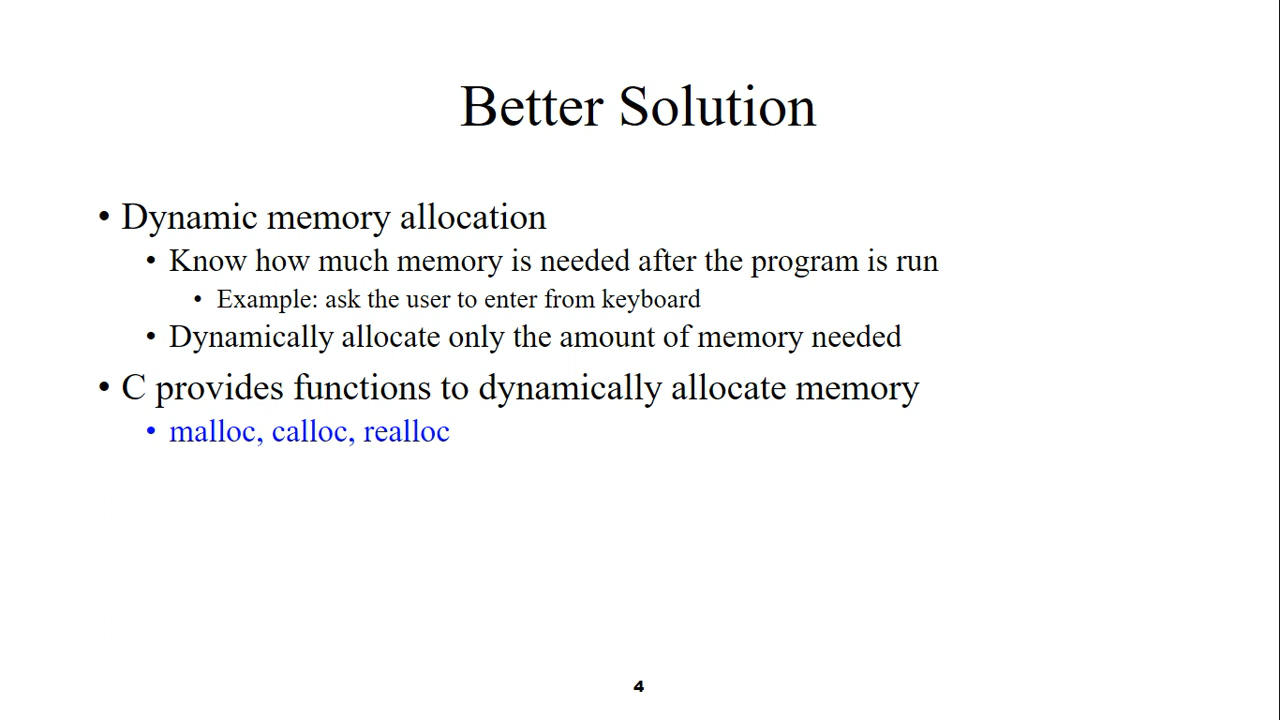 Better Solution
• Dynamic memory allocation
• Know how much memory is needed after the program is run
• Example: ask the user to enter from keyboard
• Dynamically allocate only the amount of memory needed
• C provides functions to dynamically allocate memory
• malloc, calloc, realloc
4